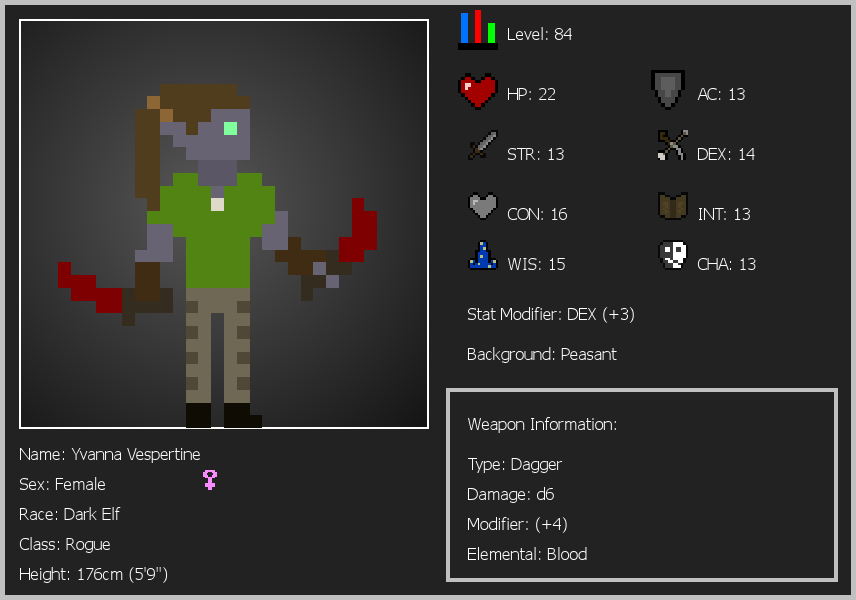 Level: 84
HP: 22
AC: 13
STR: 13
DEX: 14
CON: 16
INT: 13
WIS: 15
CHA: 13
Stat Modifier: DEX (+3)
Background: Peasant
Weapon Information:
Type: Dagger
Damage: d6
Modifier: (+4)
Elemental: Blood
Name: Yvanna Vespertine
Sex: Female
Race: Dark Elf
Class: Rogue
Height: 176cm (5'9")